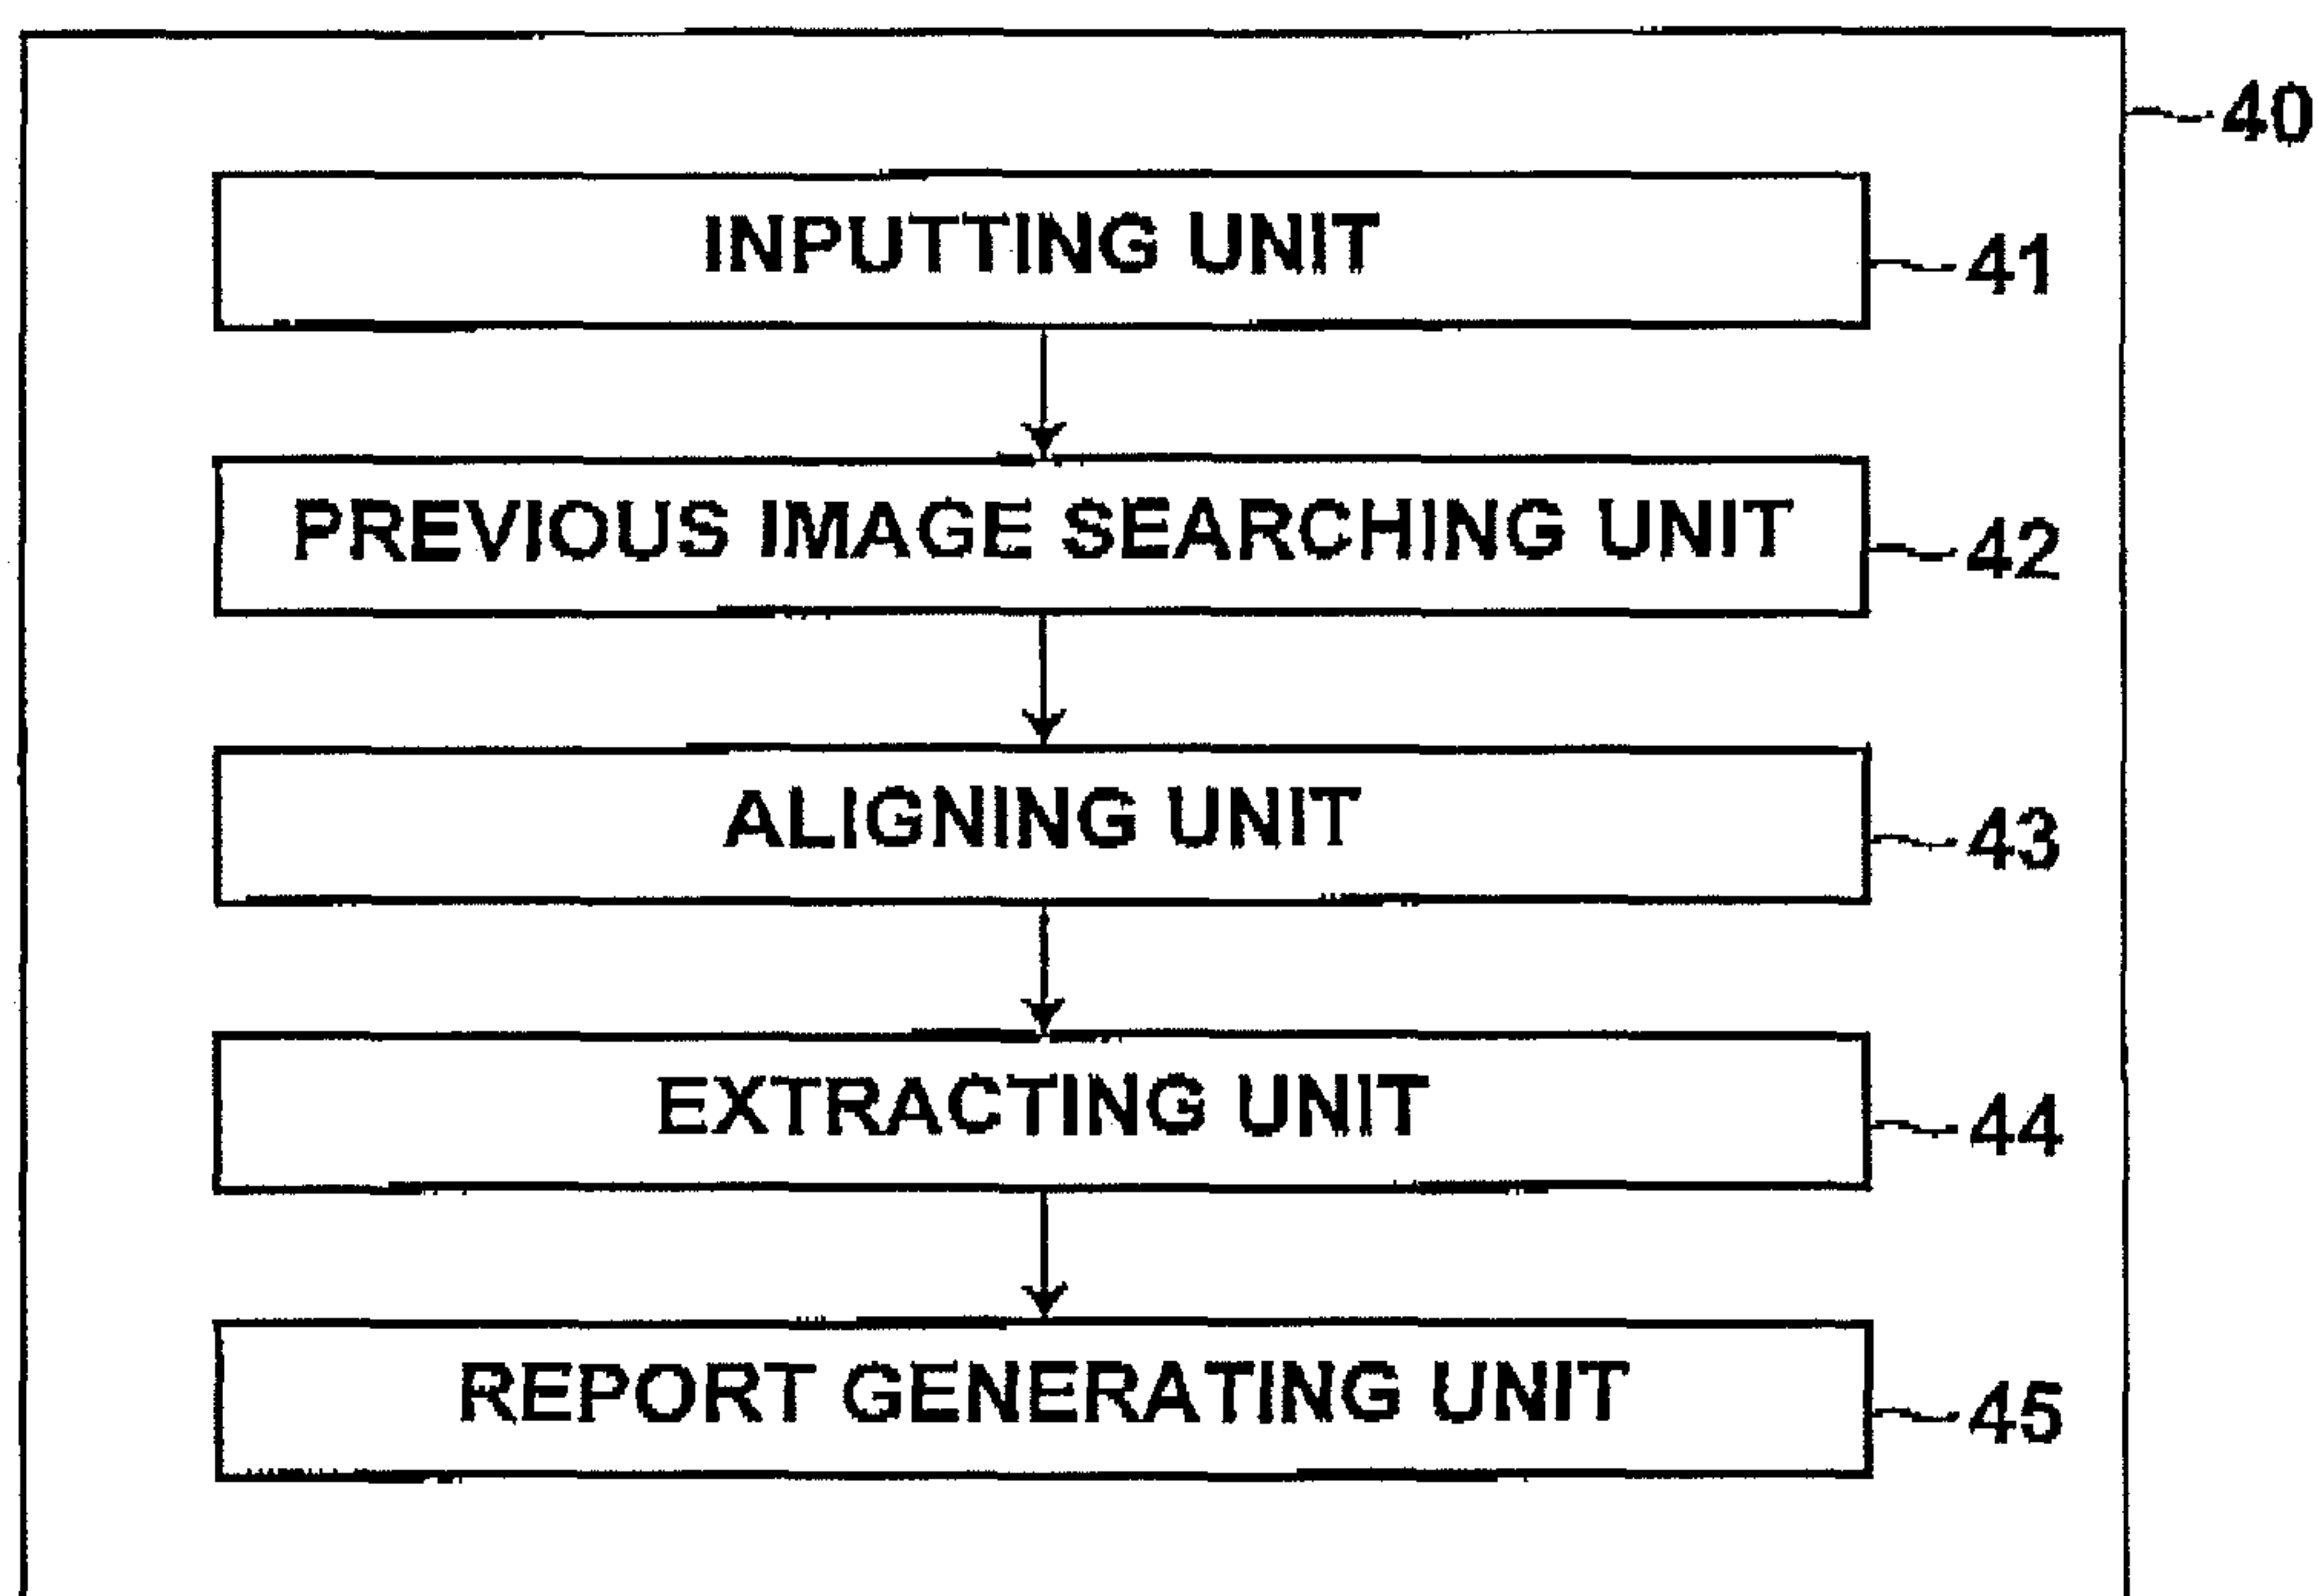 40
INPUTTING UNIT
41
PREVIOUS IMAGE SEARCHING UNIT
42
ALIGNING UNIT
43
EXTRACTING UNIT
44
REPORT GENERATING UNIT
45